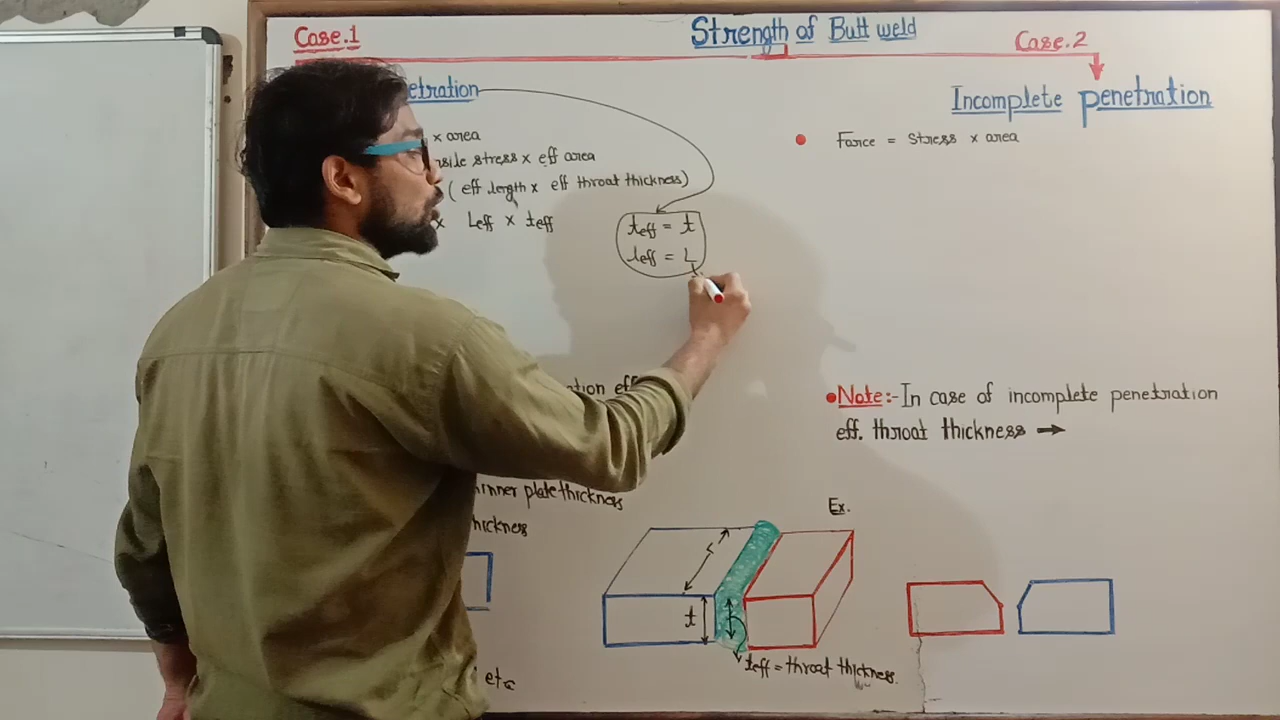 Strength of Butt weld
Case.1
Case.2
etration
Incomplete penetration
x area
Force = Stress x area
sile stress x eff area
( eff length x eff throat thickness)
x Leff x teff
teff = t
leff = L
ation eff
Note:- In case of incomplete penetration
eff. throat thickness →
inner plate thickness
hickness
Ex.
L
t
teff = throat thickness.
etc